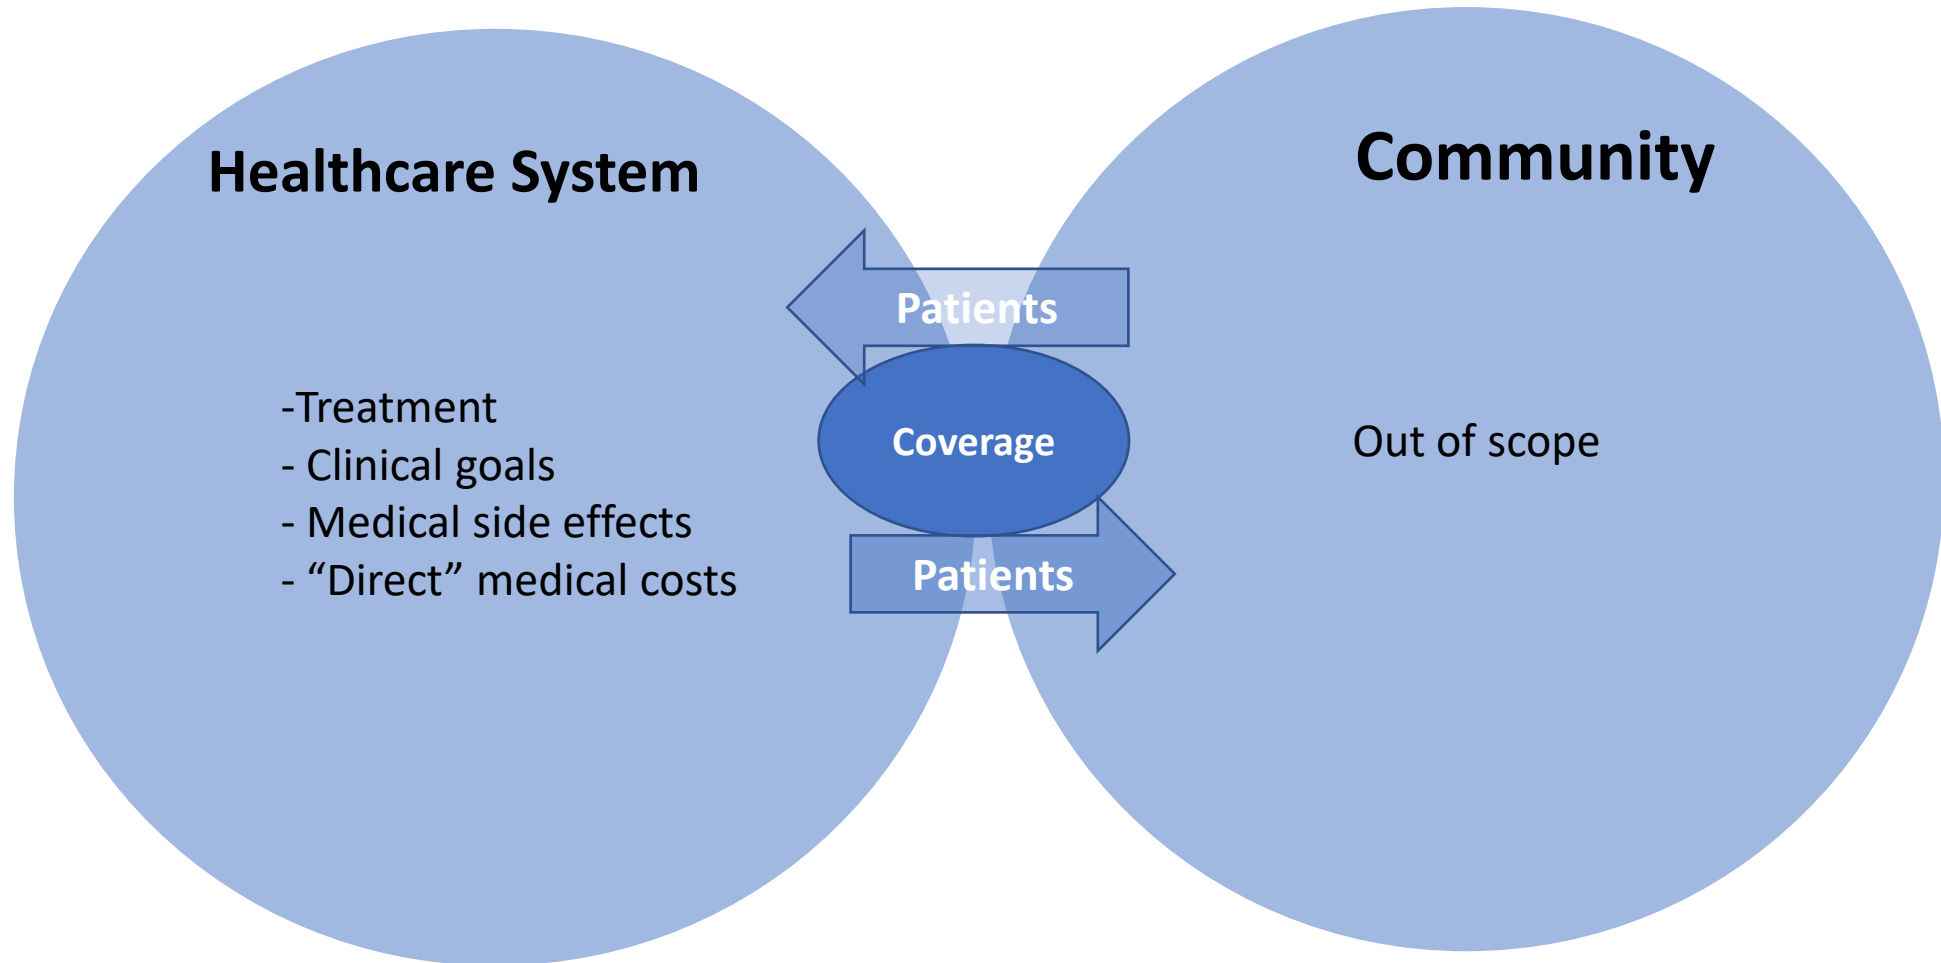 Healthcare System
Community
Patients
-Treatment
- Clinical goals
- Medical side effects
- “Direct” medical costs
Coverage
Out of scope
Patients